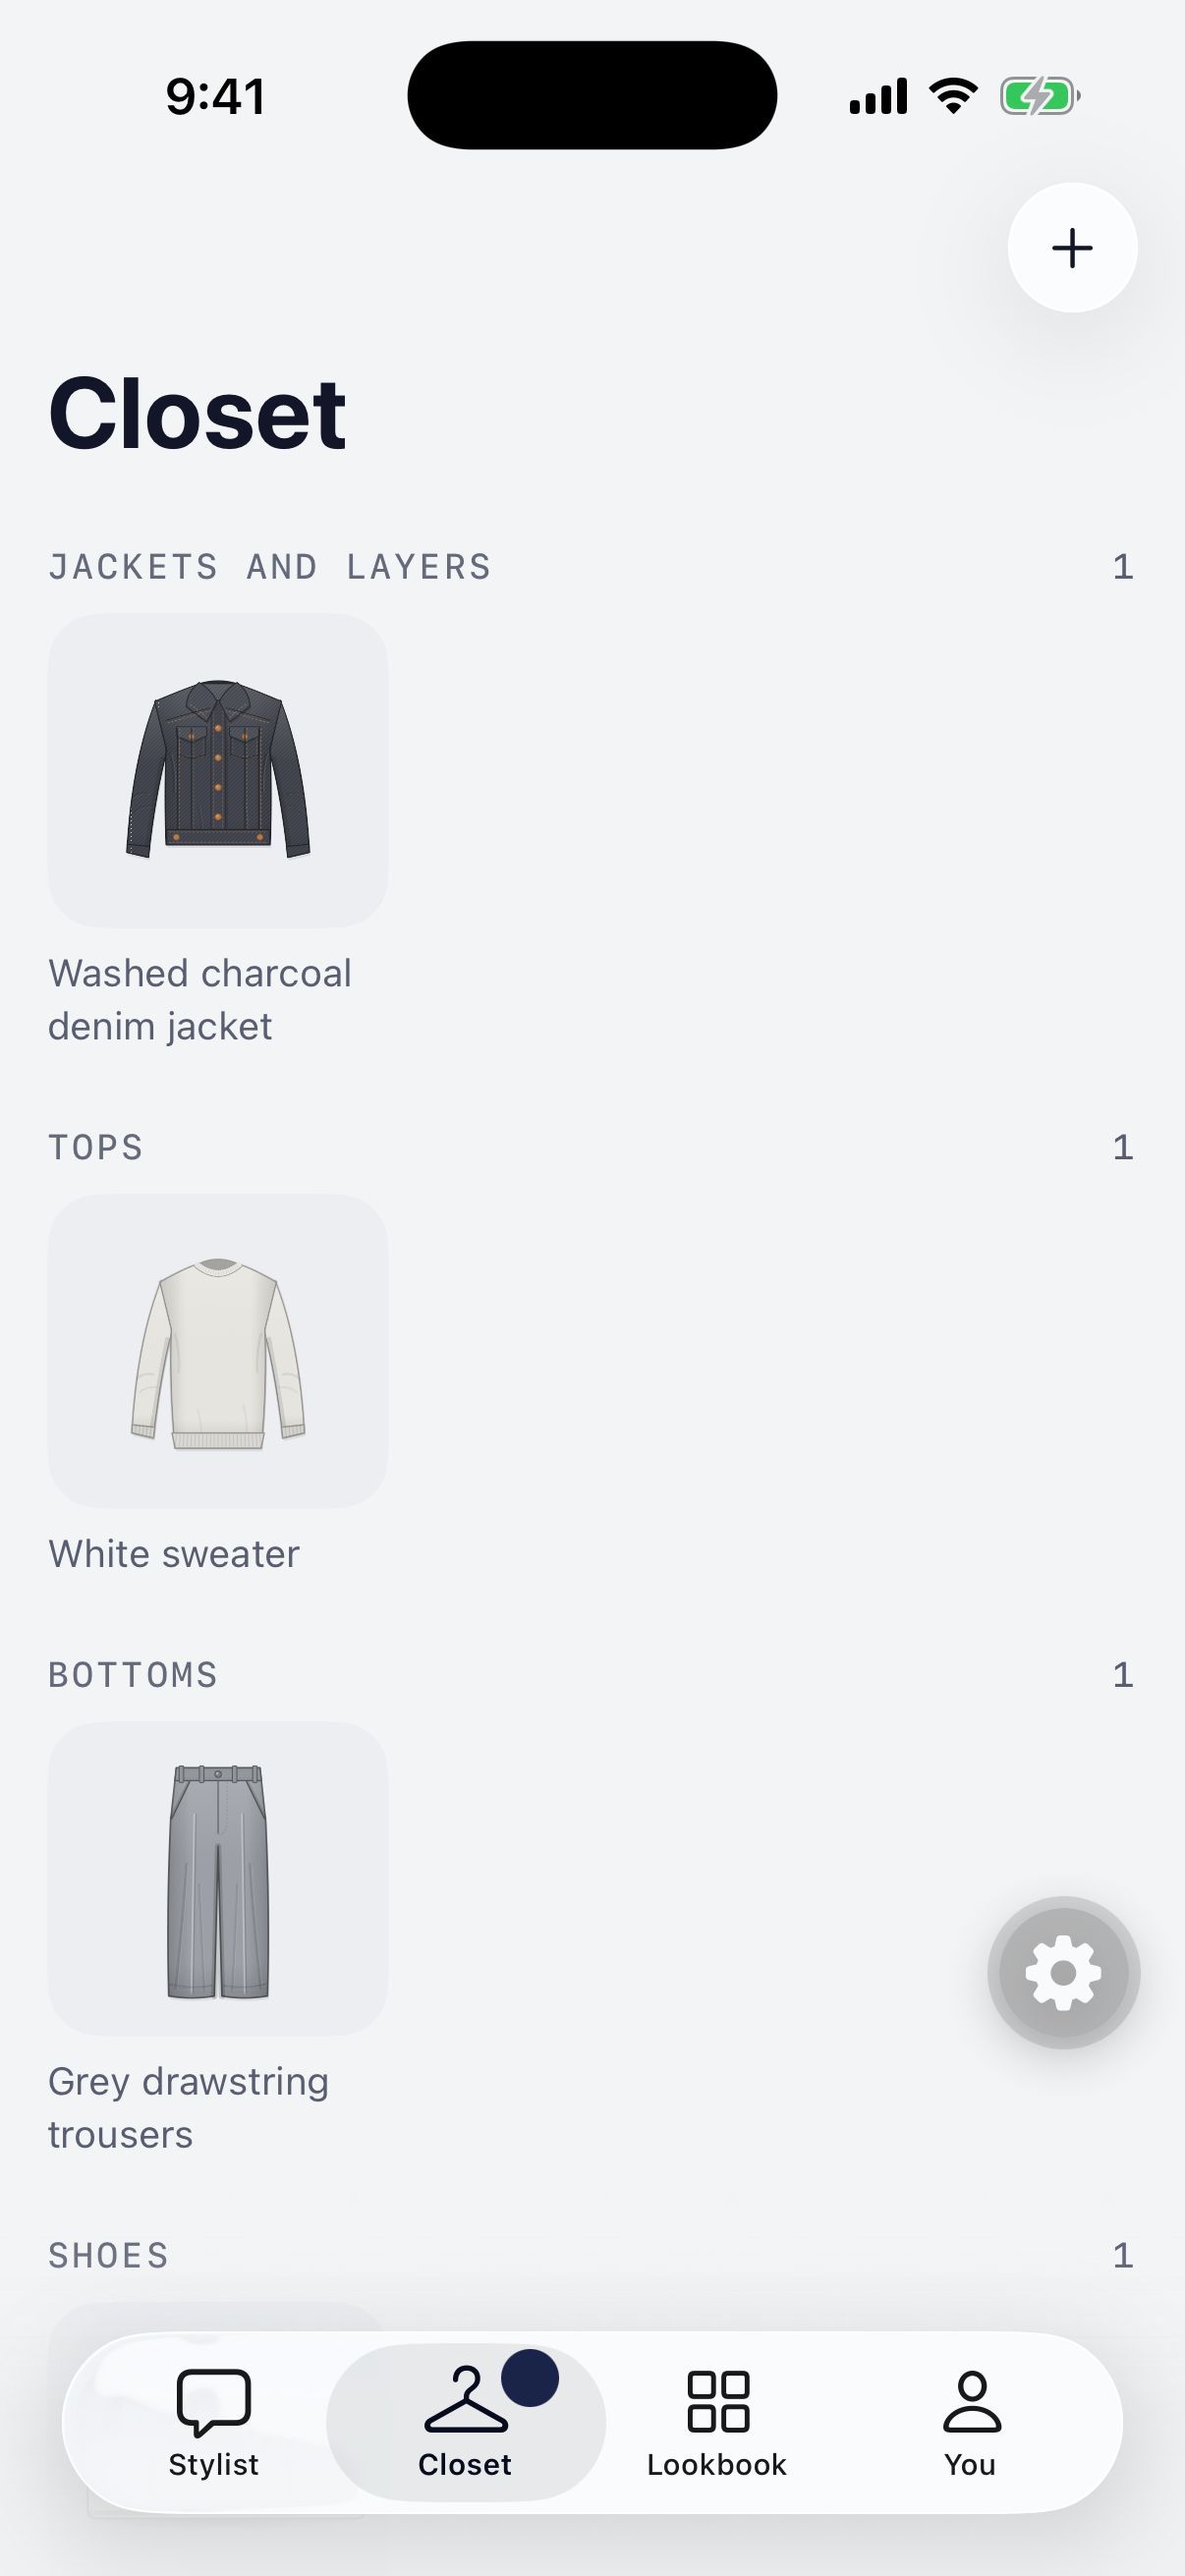 9:41
Closet
JACKETS AND LAYERS 1
Washed charcoal
denim jacket
TOPS 1
White sweater
BOTTOMS 1
Grey drawstring
trousers
SHOES 1
Stylist Closet Lookbook You